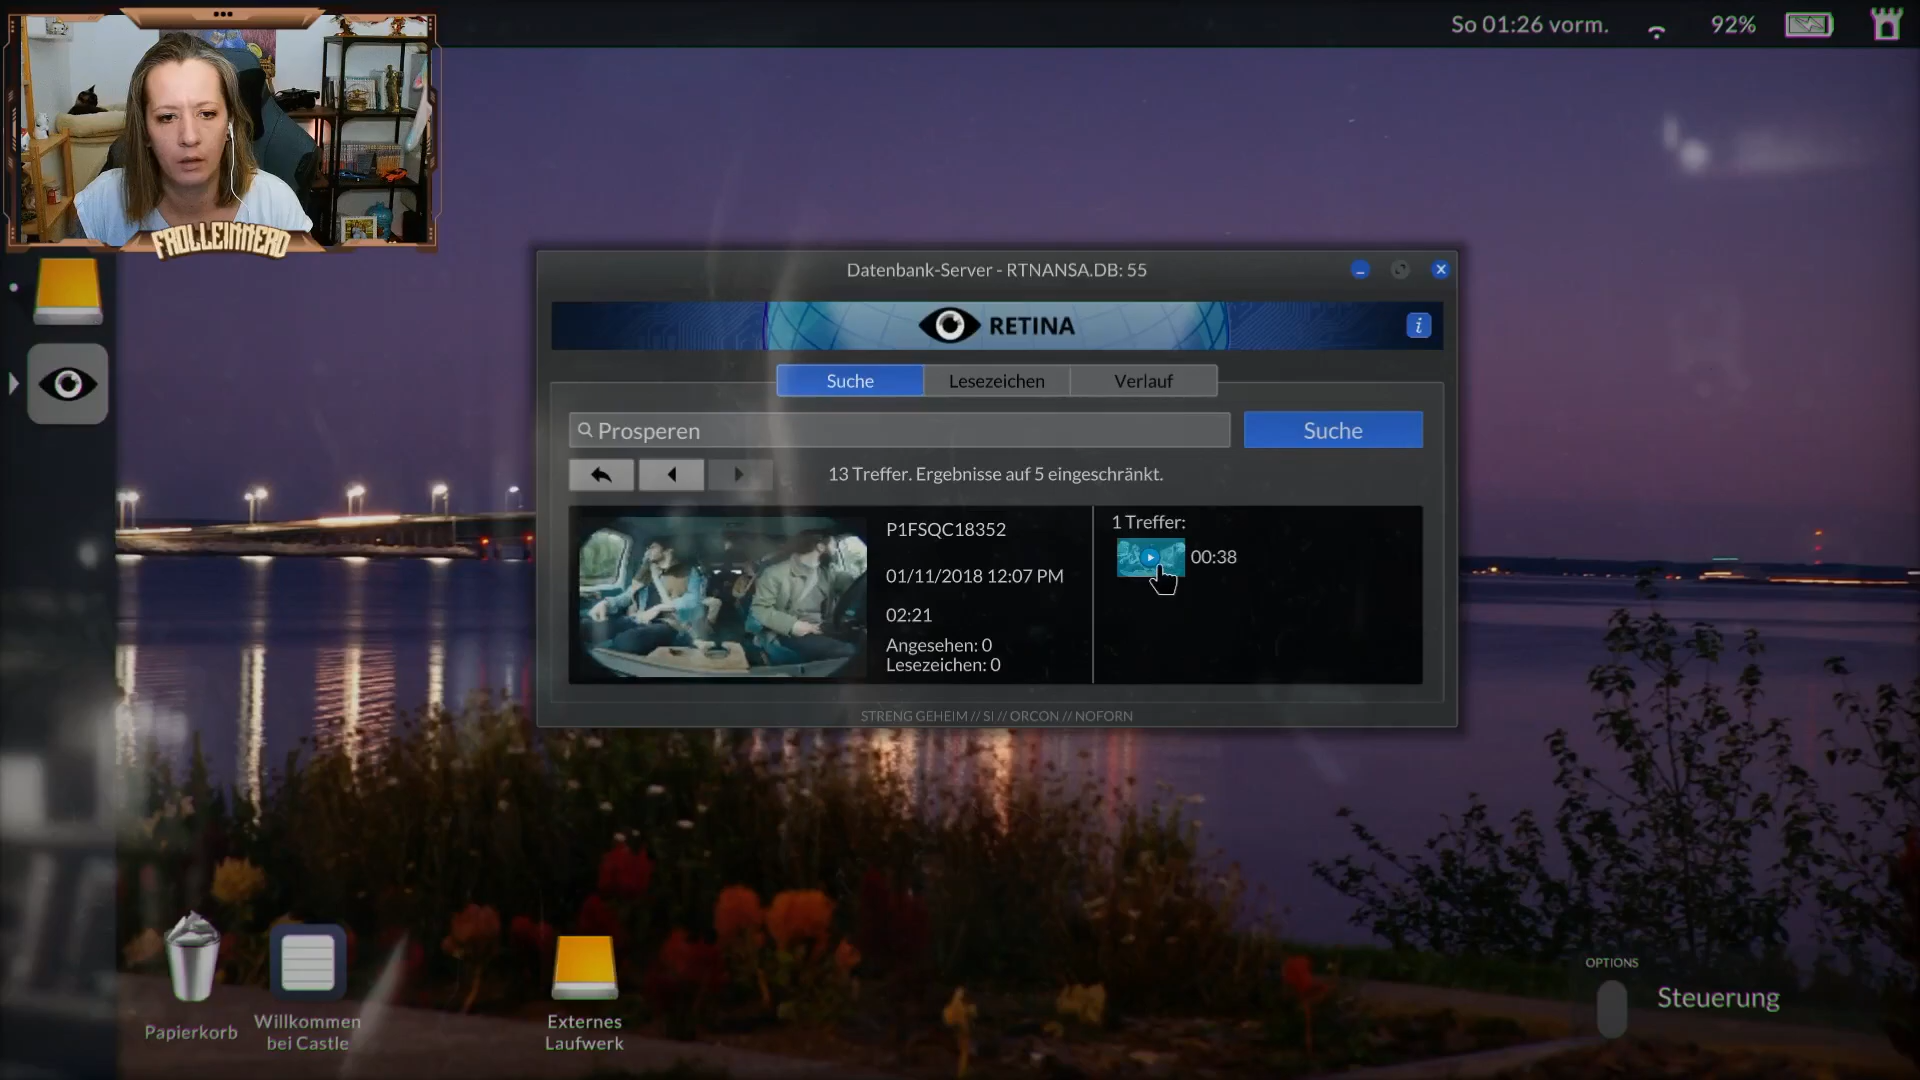 So 01:26 vorm.
92%
FROLLEINNERD
Datenbank-Server - RTNANSA.DB: 55
RETINA
i
Suche
Lesezeichen
Verlauf
Prosperen
Suche
13 Treffer. Ergebnisse auf 5 eingeschränkt.
P1FSQC18352
01/11/2018 12:07 PM
02:21
Angesehen: 0
Lesezeichen: 0
1 Treffer:
00:38
STRENG GEHEIM // SI // ORCON // NOFORN
Papierkorb
Willkommen
bei Castle
Externes
Laufwerk
OPTIONS
Steuerung